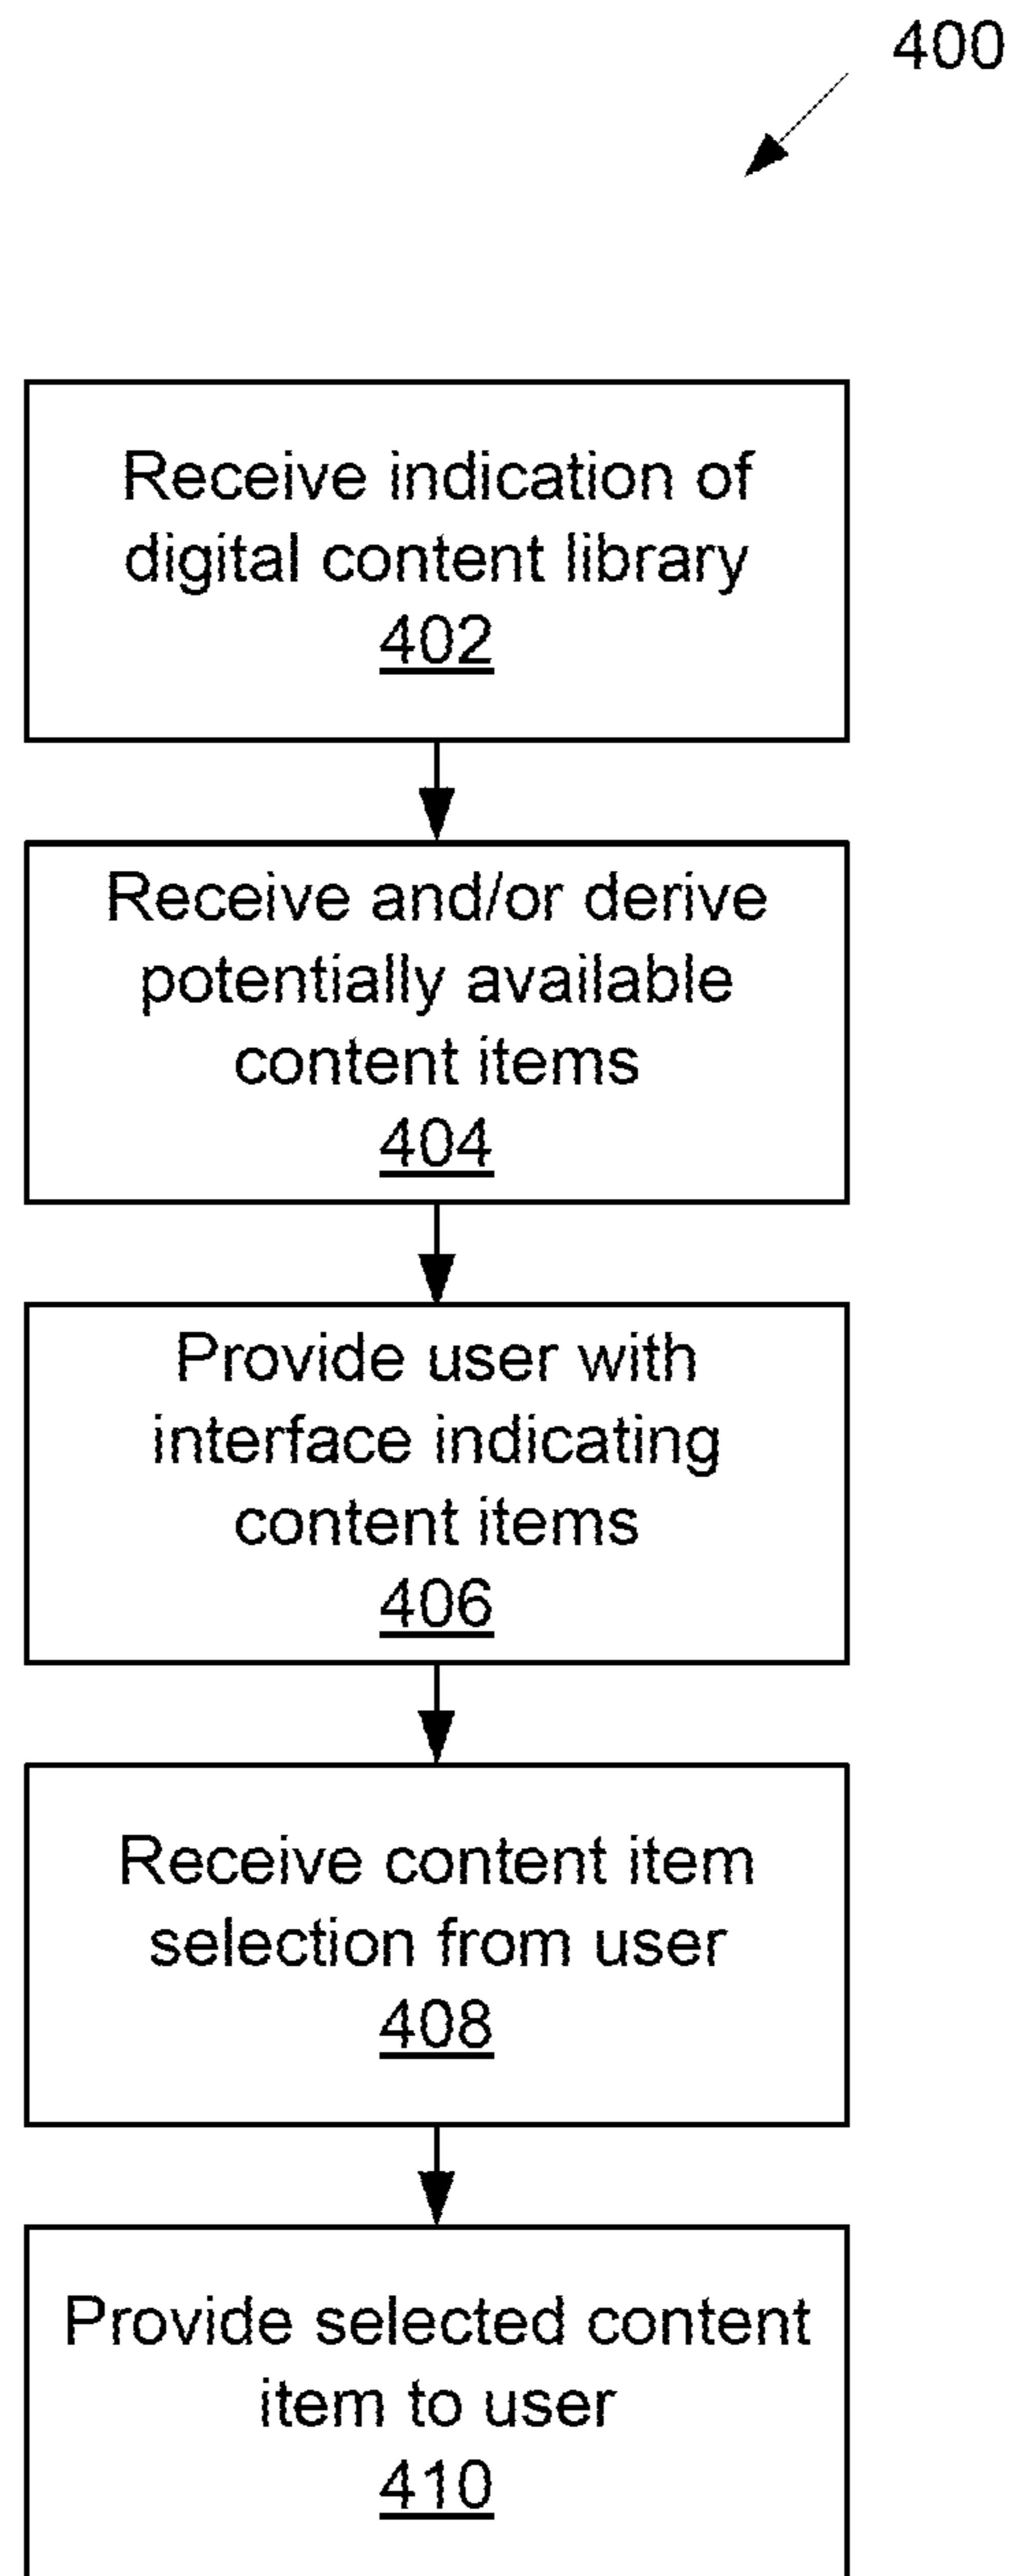 400
Receive indication of
digital content library
402
Receive and/or derive
potentially available
content items
404
Provide user with
interface indicating
content items
406
Receive content item
selection from user
408
Provide selected content
item to user
410